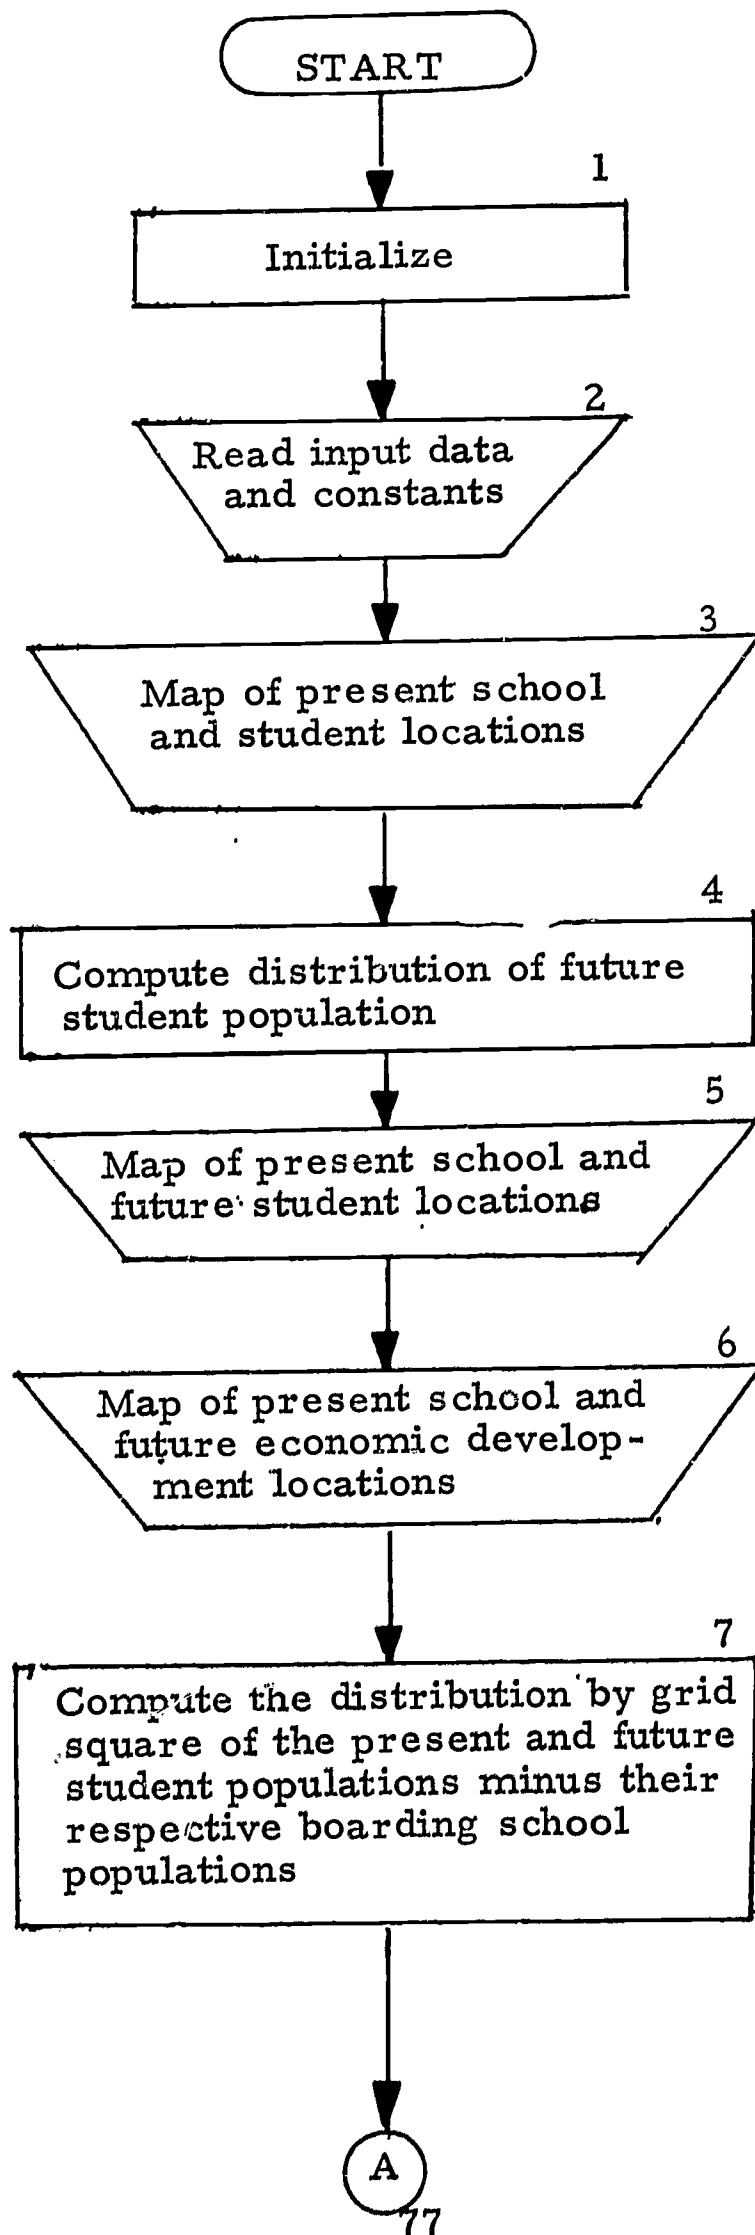 START
1
Initialize
2
Read input data
and constants
3
Map of present school
and student locations
4
Compute distribution of future
student population
5
Map of present school and
future student locations
6
Map of present school and
future economic develop-
ment locations
7
Compute the distribution by grid
square of the present and future
student populations minus their
respective boarding school
populations
A
77